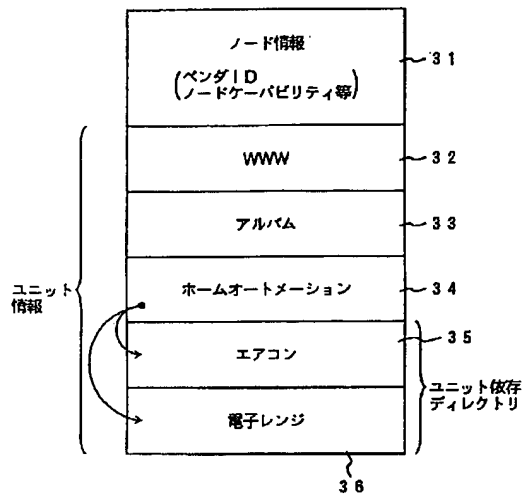 ノード情報
(ベンダID
ノードケーパビリティ等)
31
WWW
32
アルバム
33
ホームオートメーション
34
ユニット
情報
エアコン
35
ユニット依存
ディレクトリ
電子レンジ
36